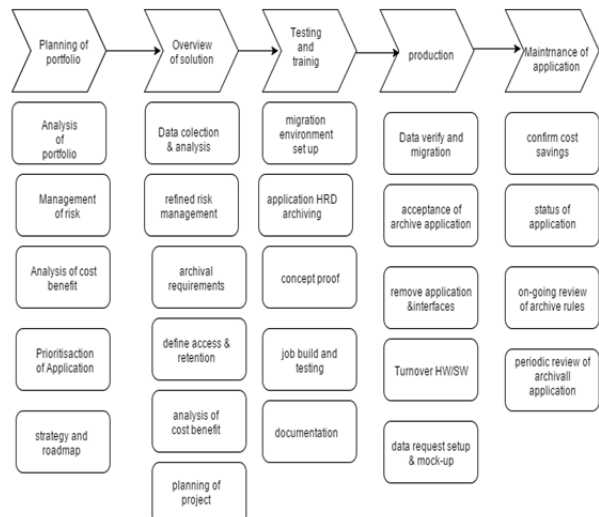 Planning of
portfolio
Overview
of solution
Testing
and
trainig
production
Maintrnance of
application
Analysis
of
portfolio
Management
of risk
Analysis of cost
benefit
Prioritisaction
of Application
strategy and
roadmap
Data colection
& analysis
refined risk
management
archival
requirements
define access &
retention
analysis of
cost benefit
planning of
project
migration
environment
set up
application HRD
archiving
concept proof
job build and
testing
documentation
Data verify and
migration
acceptance of
archive application
remove application
&interfaces
Turnover HW/SW
data request setup
& mock-up
confirm cost
savings
status of
application
on-going review
of archive rules
periodic review of
archivall
application